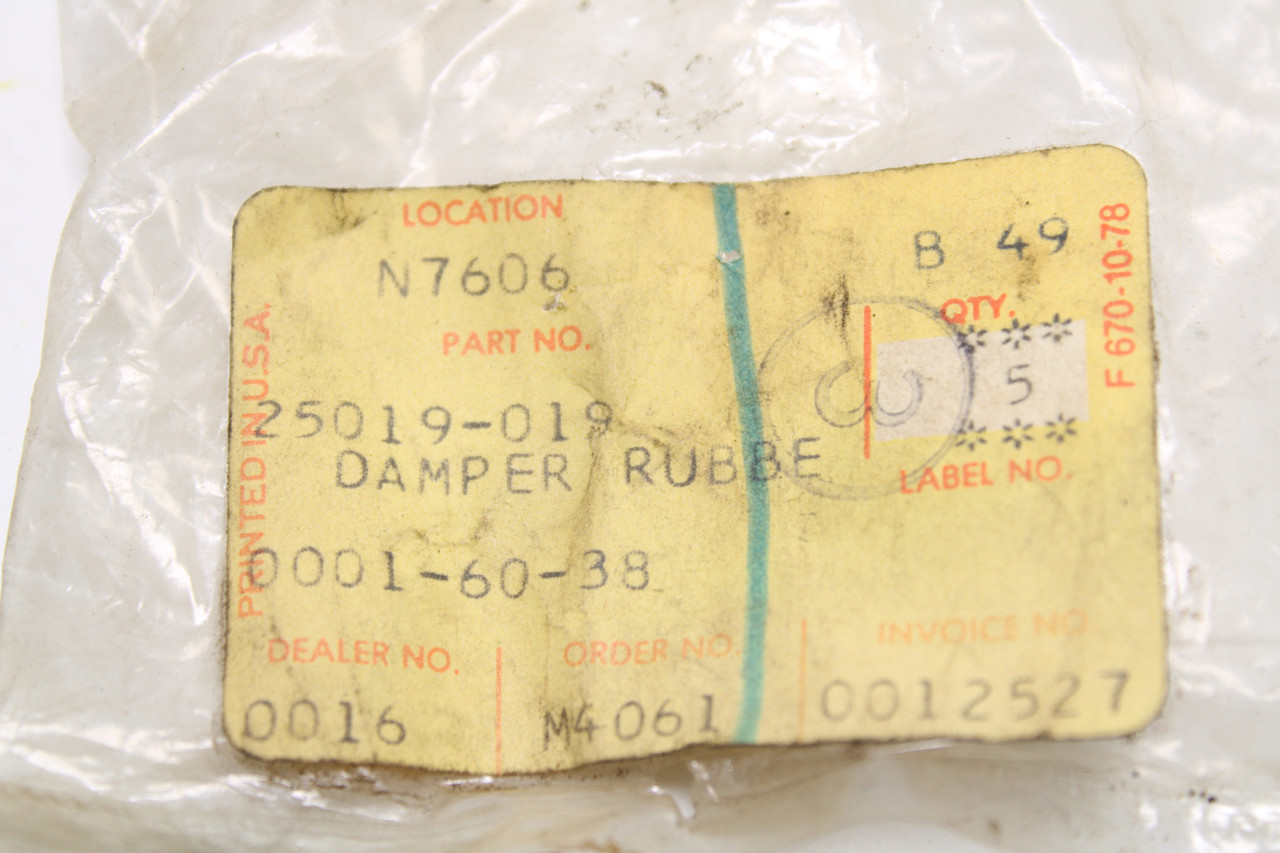 LOCATION
N7606
B 49
PART NO.
QTY.
*** 
5
***
25019-019
DAMPER RUBBE
LABEL NO.
0001-60-38
DEALER NO.
ORDER NO.
INVOICE NO.
0016
M4061
0012527
PRINTED IN U.S.A.
F 670-10-78